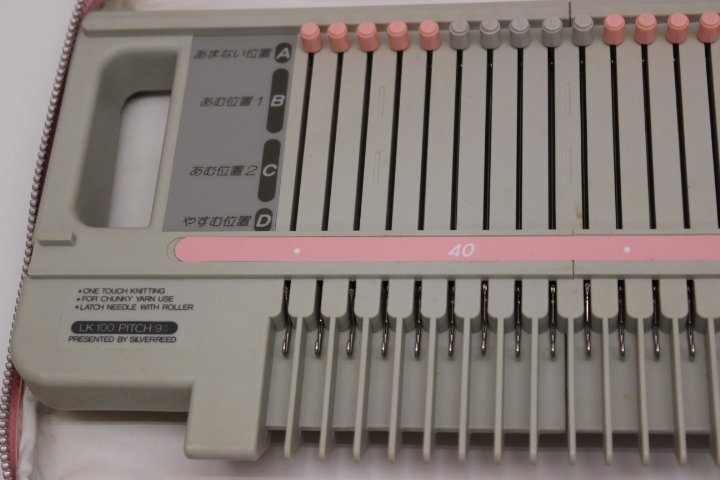 あまない位置 A
あむ位置1 B
あむ位置2 C
やすむ位置 D
40
•ONE TOUCH KNITTING
•FOR CHUNKY YARN USE
•LATCH NEEDLE WITH ROLLER
LK 100 PITCH 9
PRESENTED BY SILVERREED